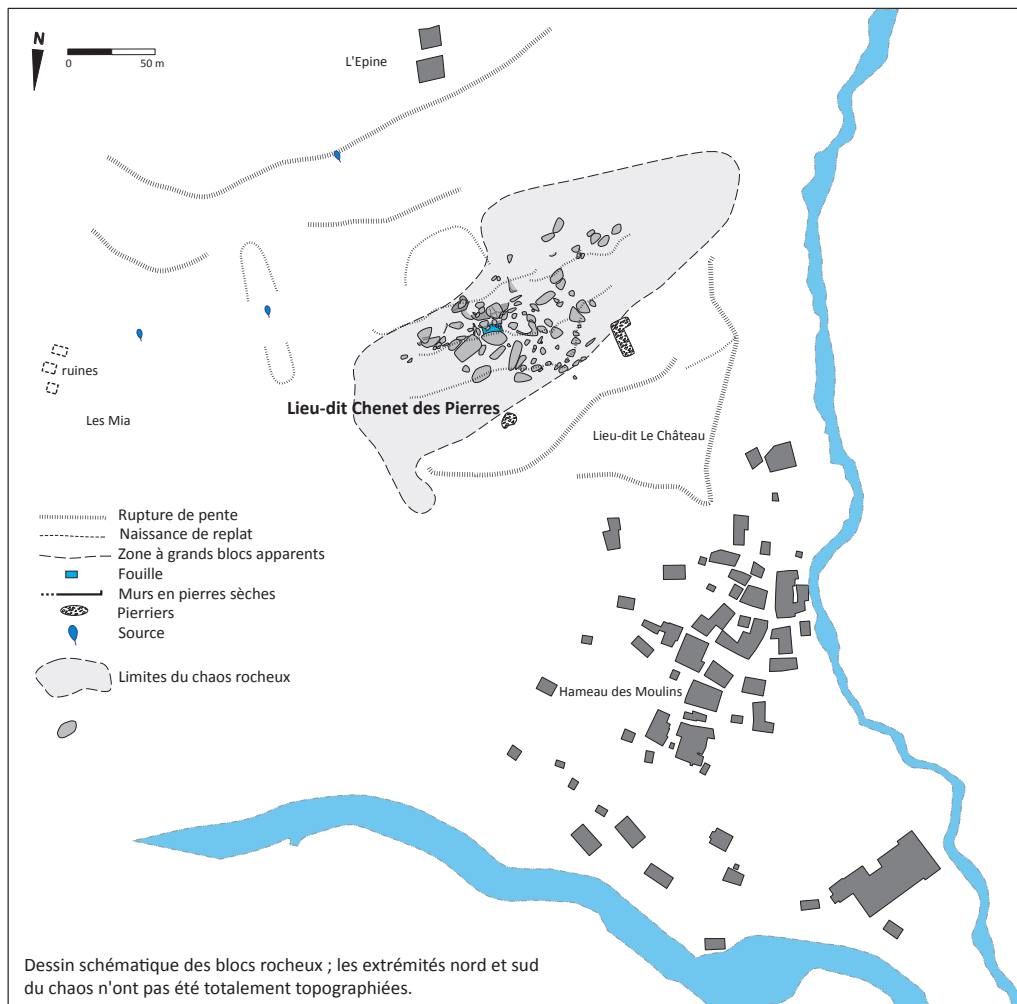 N
0 50 m
L'Epine
ruines
Les Mia
Lieu-dit Chenet des Pierres
Lieu-dit Le Château
Rupture de pente
Naissance de replat
Zone à grands blocs apparents
Fouille
Murs en pierres sèches
Pierriers
Source
Limites du chaos rocheux
Hameau des Moulins
Dessin schématique des blocs rocheux ; les extrémités nord et sud
du chaos n'ont pas été totalement topographiées.